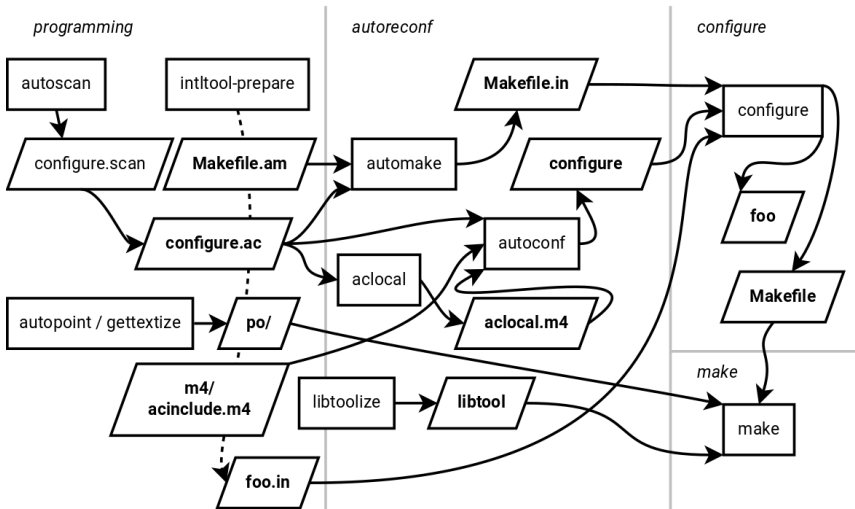 programming
autoreconf
configure
autoscan
intltool-prepare
Makefile.in
configure
configure.scan
Makefile.am
automake
configure
foo
configure.ac
autoconf
aclocal
Makefile
autopoint / gettextize
po/
aclocal.m4
make
m4/
acinclude.m4
libtoolize
libtool
make
foo.in